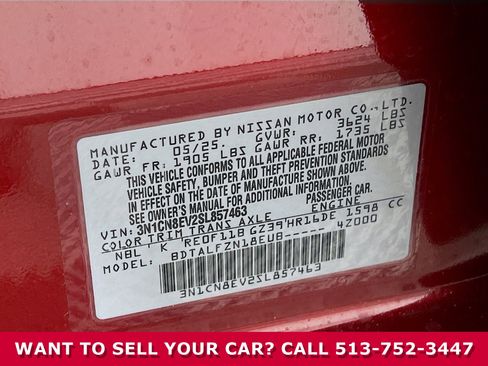 MANUFACTURED BY NISSAN MOTOR CO., LTD.
DATE: 05/25. GVWR: 3624 LBS
GAWR FR: 1905 LBS GAWR RR: 1735 LBS
THIS VEHICLE CONFORMS TO ALL APPLICABLE FEDERAL MOTOR
VEHICLE SAFETY, BUMPER, AND THEFT PREVENTION STANDARDS
IN EFFECT ON THE DATE OF MANUFACTURE SHOWN ABOVE.
SEE OWNER'S MANUAL FOR ADDITIONAL INFORMATION.
VIN: 3N1CN8EV2SL857463 PASSENGER CAR
COLOR TRIM TRANS AXLE ENGINE
NBL K RE0F11B GZ39 HR16DE 1598 CC
MODEL: BDTALFZN18EUB----- 4Z000
3N1CN8EV2SL857463
WANT TO SELL YOUR CAR? CALL 513-752-3447